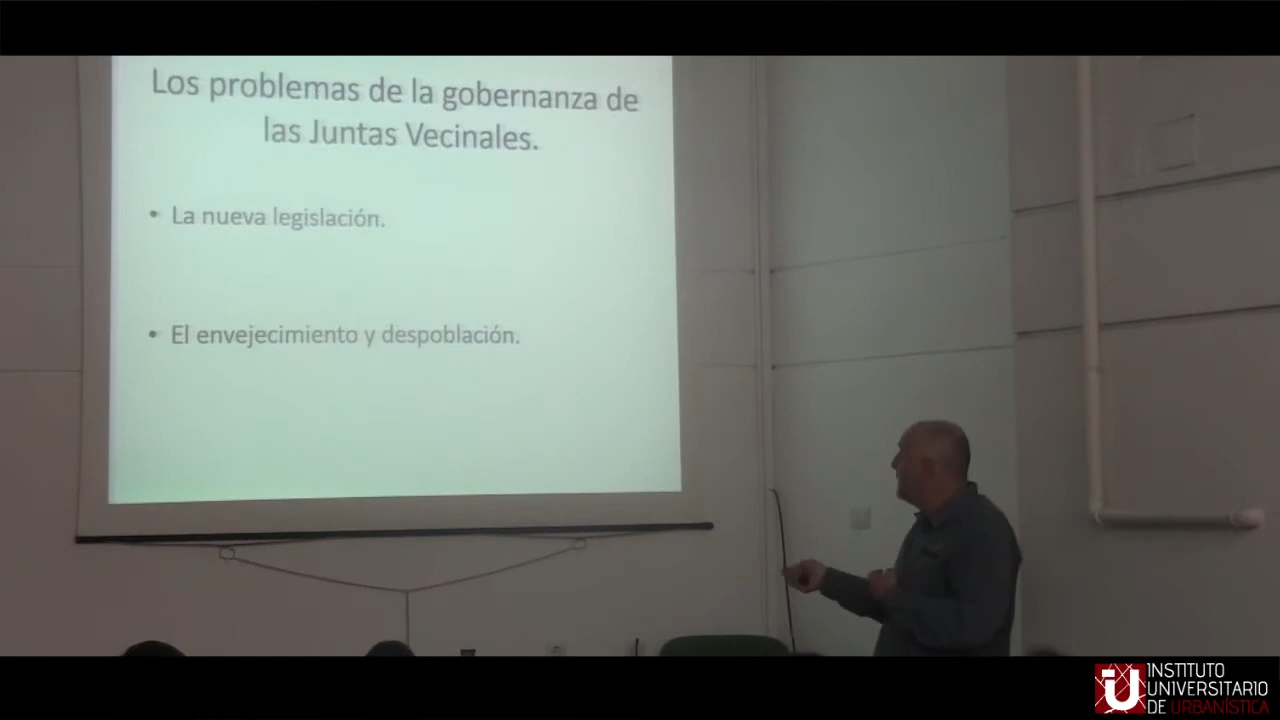 Los problemas de la gobernanza de
las Juntas Vecinales.
• La nueva legislación.
• El envejecimiento y despoblación.
iU INSTITUTO
UNIVERSITARIO
DE URBANÍSTICA